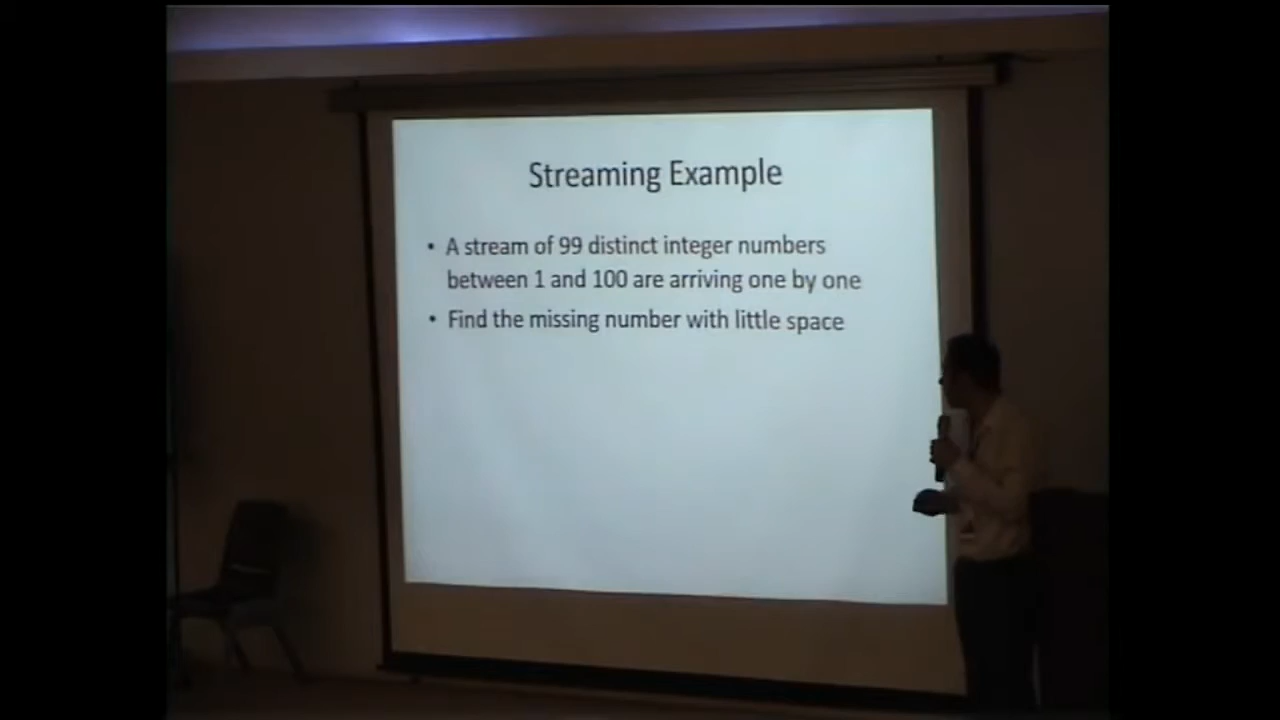 Streaming Example
• A stream of 99 distinct integer numbers
between 1 and 100 are arriving one by one
• Find the missing number with little space